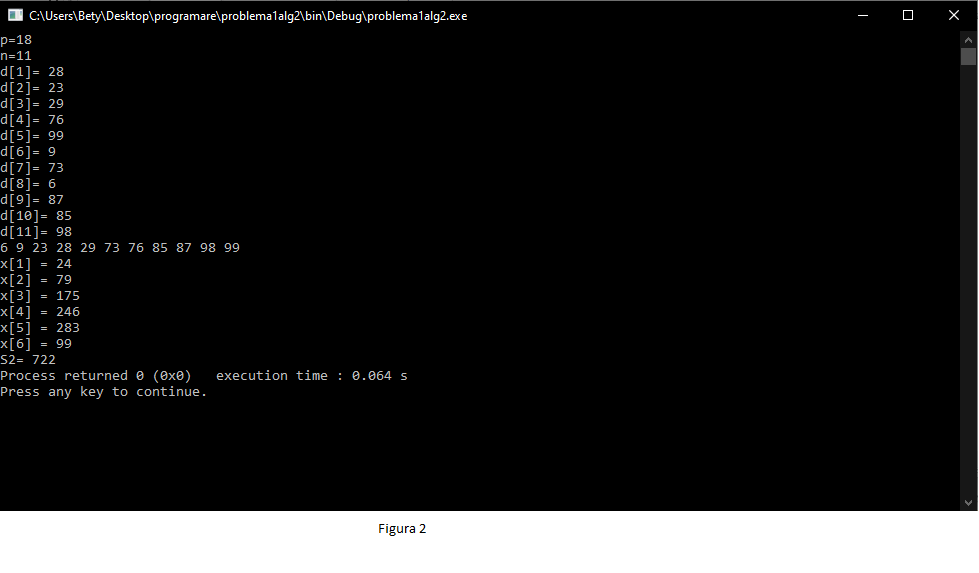 C:\Users\Bety\Desktop\programare\problema1alg2\bin\Debug\problema1alg2.exe
p=18
n=11
d[1]= 28
d[2]= 23
d[3]= 29
d[4]= 76
d[5]= 99
d[6]= 9
d[7]= 73
d[8]= 6
d[9]= 87
d[10]= 85
d[11]= 98
6 9 23 28 29 73 76 85 87 98 99
x[1] = 24
x[2] = 79
x[3] = 175
x[4] = 246
x[5] = 283
x[6] = 99
S2= 722
Process returned 0 (0x0)   execution time : 0.064 s
Press any key to continue.
Figura 2